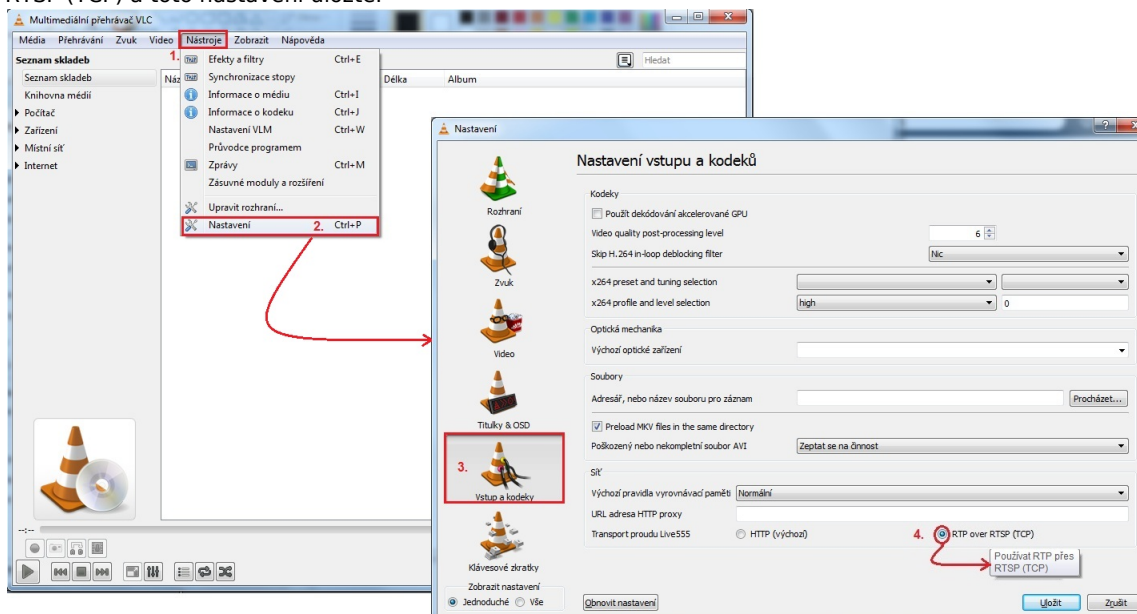 RTSP (TCP) a toto nastavení uložte.
Multimediální přehrávač VLC
Média Přehrávání Zvuk Video Nástroje Zobrazit Nápověda
Seznam skladeb
1.
Hledat
Seznam skladeb
Knihovna médií
Počítač
Zařízení
Místní síť
Internet
Náz
Délka
Album
Efekty a filtry Ctrl+E
Synchronizace stopy
Informace o médiu Ctrl+I
Informace o kodeku Ctrl+J
Nastavení VLM Ctrl+W
Průvodce programem
Zprávy Ctrl+M
Zásuvné moduly a rozšíření
Upravit rozhraní...
Nastavení 2. Ctrl+P
--:--
Nastavení
Rozhraní
Zvuk
Video
Titulky & OSD
3.
Vstup a kodeky
Klávesové zkratky
Zobrazit nastavení
Jednoduché Vše
Nastavení vstupu a kodeků
Kodeky
Použít dekódování akcelerované GPU
Video quality post-processing level 6
Skip H.264 in-loop deblocking filter Nic
x264 preset and tuning selection
x264 profile and level selection high 0
Optická mechanika
Výchozí optické zařízení
Soubory
Adresář, nebo název souboru pro záznam Procházet...
Preload MKV files in the same directory
Poškozený nebo nekompletní soubor AVI Zeptat se na činnost
Síť
Výchozí pravidla vyrovnávací paměti Normální
URL adresa HTTP proxy
Transport proudu Live555 HTTP (výchozí) 4. RTP over RTSP (TCP)
Používat RTP přes
RTSP (TCP)
Obnovit nastavení
Uložit Zrušit